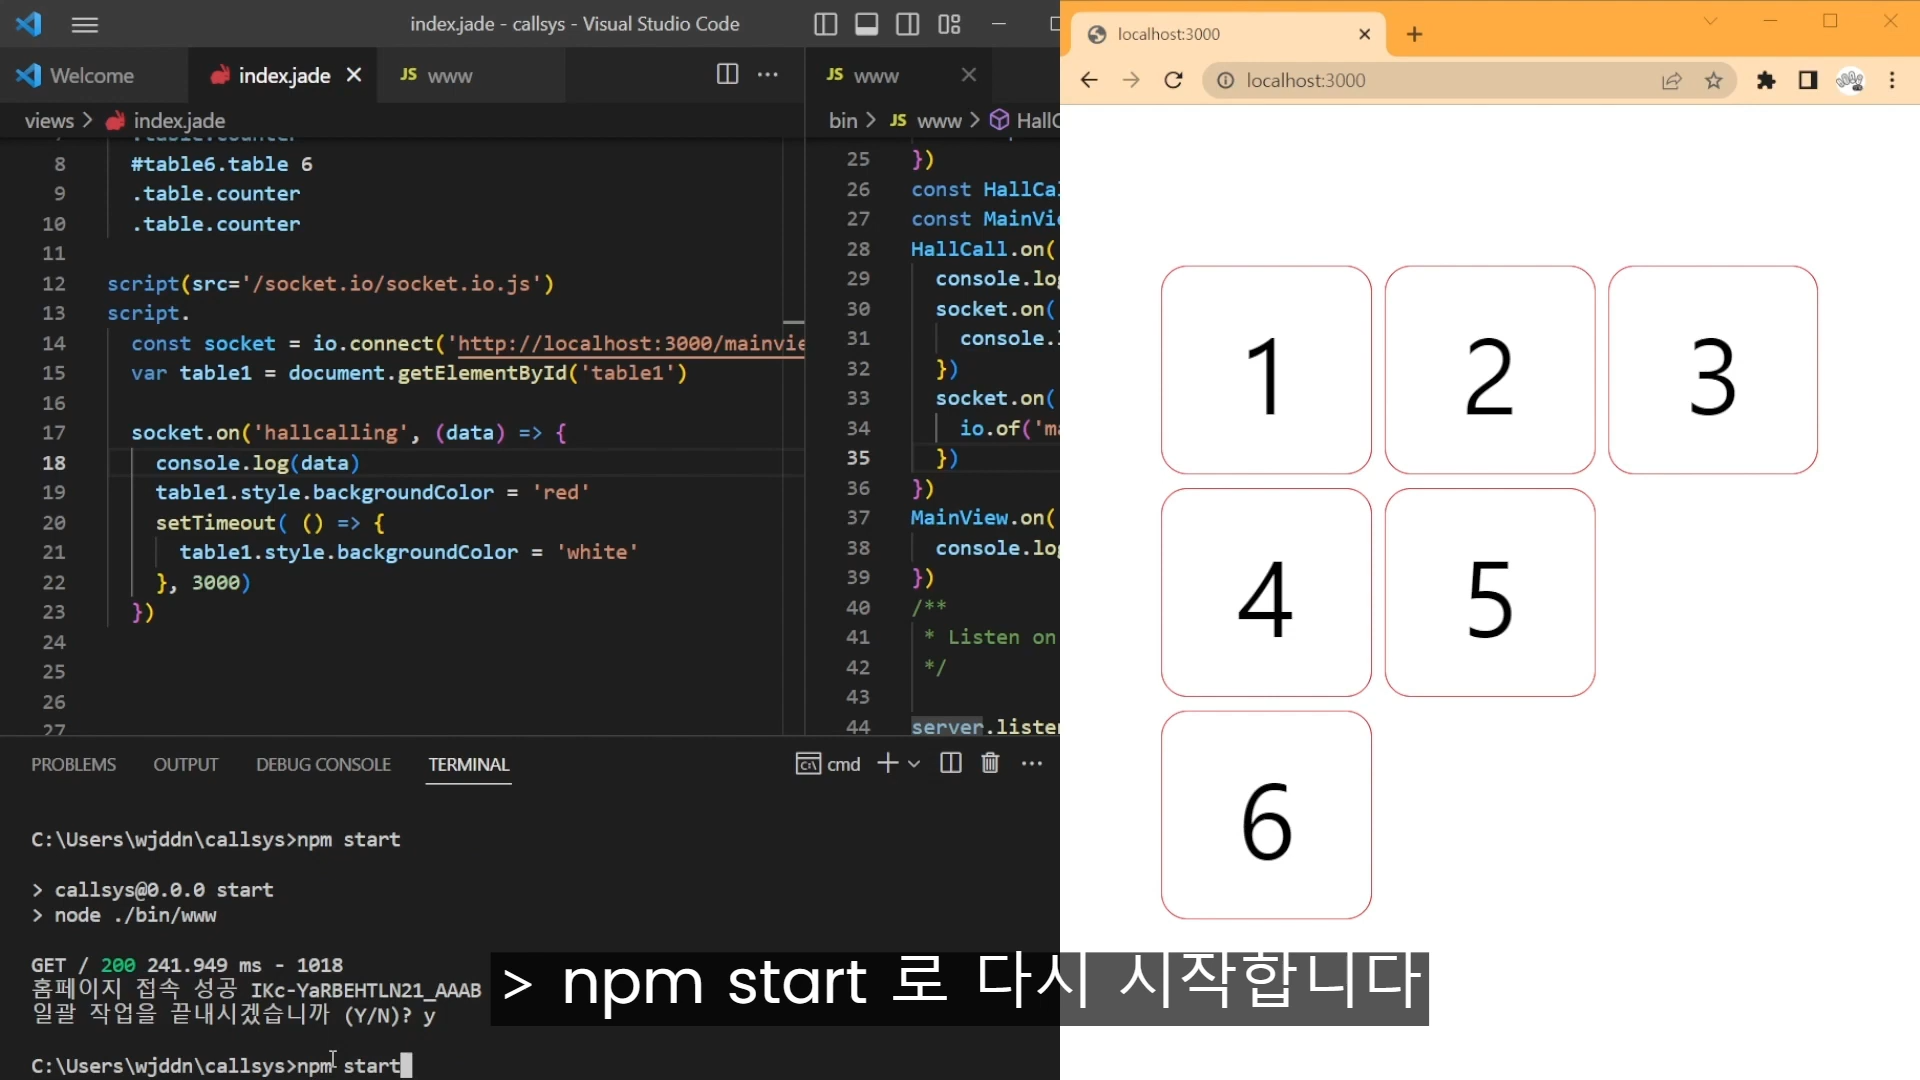 index.jade - callsys - Visual Studio Code
Welcome
index.jade
JS www
views > index.jade
8 #table6.table 6
9 .table.counter
10 .table.counter
11
12 script(src='/socket.io/socket.io.js')
13 script.
14 const socket = io.connect('http://localhost:3000/mainvie
15 var table1 = document.getElementById('table1')
16
17 socket.on('hallcalling', (data) => {
18 console.log(data)
19 table1.style.backgroundColor = 'red'
20 setTimeout( () => {
21 table1.style.backgroundColor = 'white'
22 }, 3000)
23 })
24
25
26
27
JS www
bin > JS www > HallC
25 })
26 const HallCal
27 const MainVie
28 HallCall.on(
29 console.log
30 socket.on(
31 console.l
32 })
33 socket.on(
34 io.of('ma
35 })
36 })
37 MainView.on(
38 console.log
39 })
40 /**
41 * Listen on
42 */
43
44 server.listen
PROBLEMS OUTPUT DEBUG CONSOLE TERMINAL
cmd
C:\Users\wjddn\callsys>npm start
> callsys@0.0.0 start
> node ./bin/www
GET / 200 241.949 ms - 1018
홈페이지 접속 성공 IKc-YaRBEHTLN21_AAAB
일괄 작업을 끝내시겠습니까 (Y/N)? y
C:\Users\wjddn\callsys>npm start
localhost:3000
localhost:3000
1 2 3
4 5
6
> npm start 로 다시 시작합니다